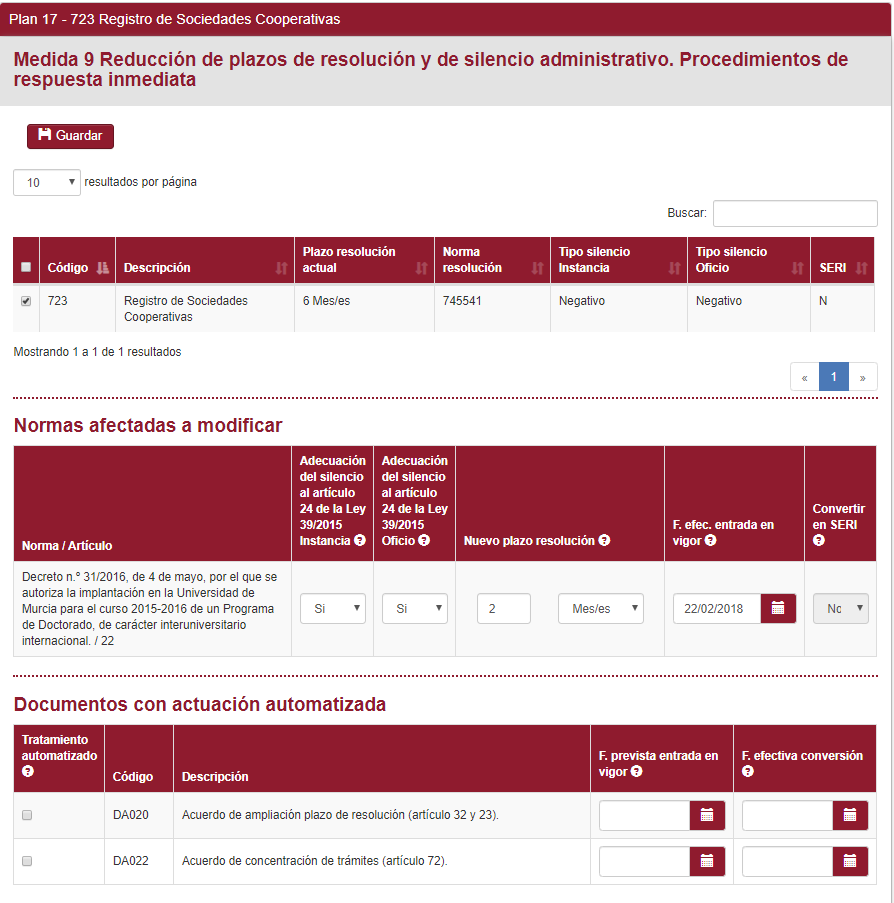 Plan 17 - 723 Registro de Sociedades Cooperativas
Medida 9 Reducción de plazos de resolución y de silencio administrativo. Procedimientos de
respuesta inmediata
Guardar
10 resultados por página
Buscar:
Código
Descripción
Plazo resolución
actual
Norma
resolución
Tipo silencio
Instancia
Tipo silencio
Oficio
SERI
723
Registro de Sociedades
Cooperativas
6 Mes/es
745541
Negativo
Negativo
N
Mostrando 1 a 1 de 1 resultados
« 1 »
Normas afectadas a modificar
Norma / Artículo
Adecuación
del silencio
al artículo
24 de la Ley
39/2015
Instancia ?
Adecuación
del silencio
al artículo
24 de la Ley
39/2015
Oficio ?
Nuevo plazo resolución ?
F. efec. entrada en
vigor ?
Convertir
en SERI
?
Decreto n.º 31/2016, de 4 de mayo, por el que se
autoriza la implantación en la Universidad de
Murcia para el curso 2015-2016 de un Programa
de Doctorado, de carácter interuniversitario
internacional. / 22
Si
Si
2
Mes/es
22/02/2018
No
Documentos con actuación automatizada
Tratamiento
automatizado
?
Código
Descripción
F. prevista entrada en
vigor ?
F. efectiva conversión
?
DA020
Acuerdo de ampliación plazo de resolución (artículo 32 y 23).
DA022
Acuerdo de concentración de trámites (artículo 72).